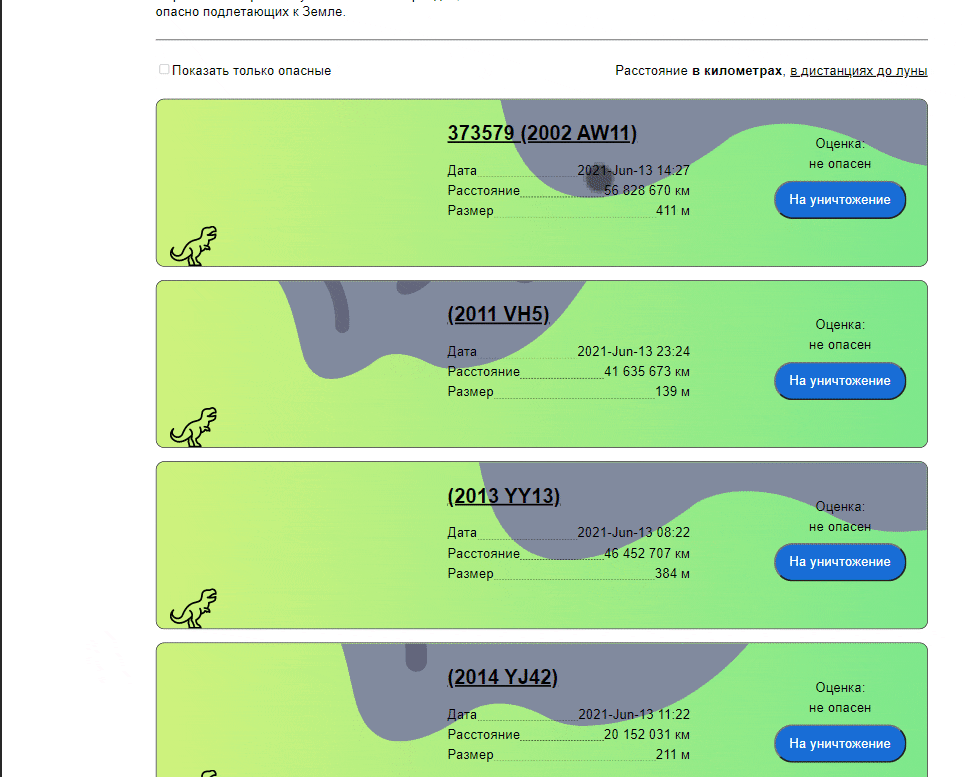 опасно подлетающих к Земле.
Показать только опасные
Расстояние в километрах, в дистанциях до луны
373579 (2002 AW11)
Дата 2021-Jun-13 14:27
Расстояние 56 828 670 км
Размер 411 м
Оценка:
не опасен
На уничтожение
(2011 VH5)
Дата 2021-Jun-13 23:24
Расстояние 41 635 673 км
Размер 139 м
Оценка:
не опасен
На уничтожение
(2013 YY13)
Дата 2021-Jun-13 08:22
Расстояние 46 452 707 км
Размер 384 м
Оценка:
не опасен
На уничтожение
(2014 YJ42)
Дата 2021-Jun-13 11:22
Расстояние 20 152 031 км
Размер 211 м
Оценка:
не опасен
На уничтожение